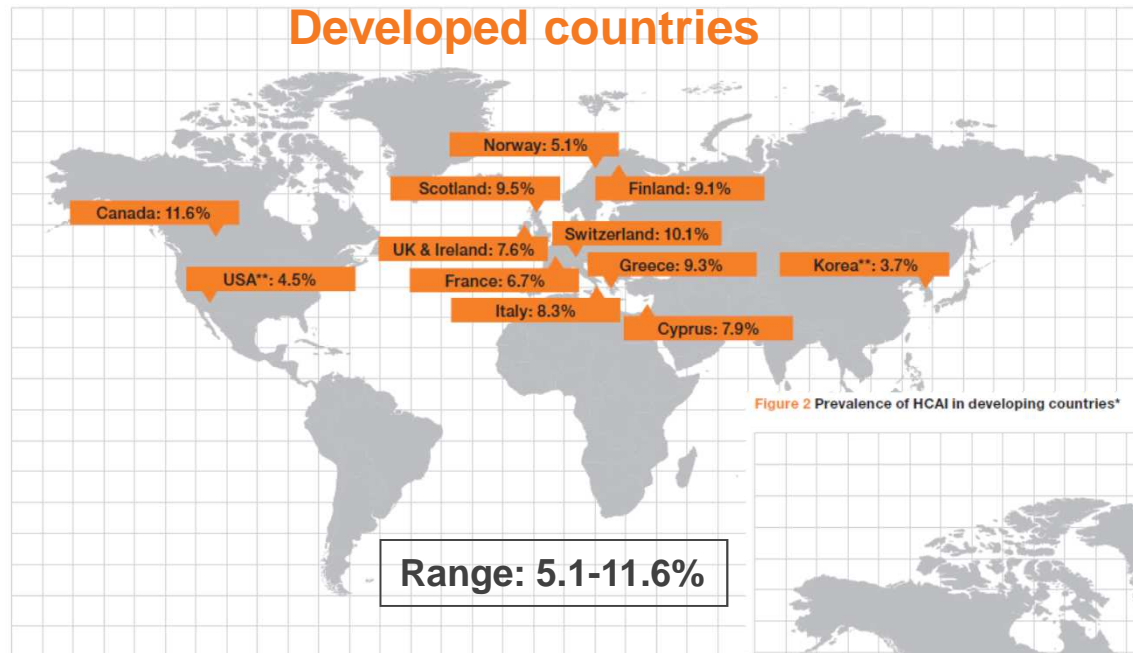 Developed countries
Norway: 5.1%
Scotland: 9.5%
Finland: 9.1%
Canada: 11.6%
Switzerland: 10.1%
UK & Ireland: 7.6%
Greece: 9.3%
Korea**: 3.7%
USA**: 4.5%
France: 6.7%
Italy: 8.3%
Cyprus: 7.9%
Figure 2 Prevalence of HCAI in developing countries*
Range: 5.1-11.6%